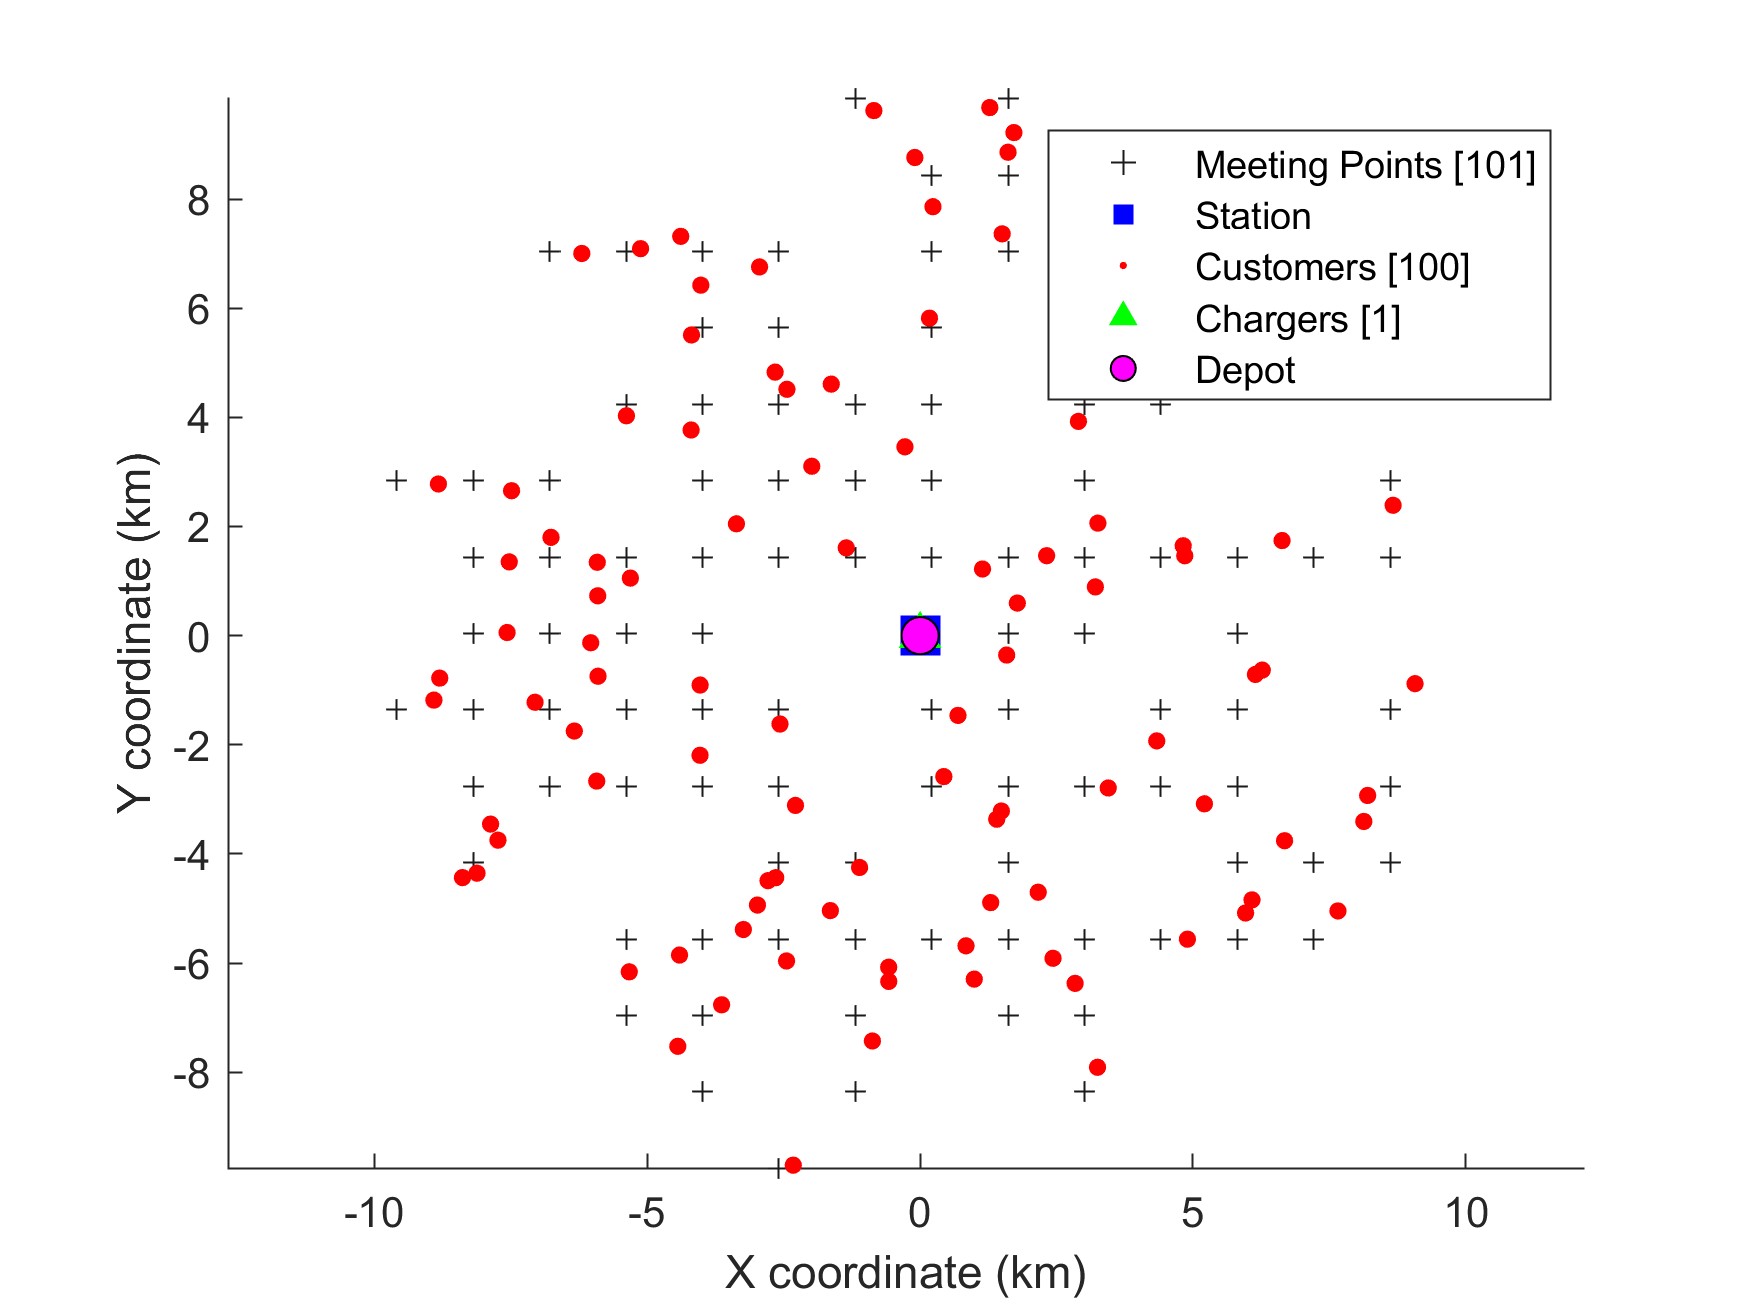 Meeting Points [101]
Station
Customers [100]
Chargers [1]
Depot
8
6
4
2
0
-2
-4
-6
-8
Y coordinate (km)
-10
-5
0
5
10
X coordinate (km)